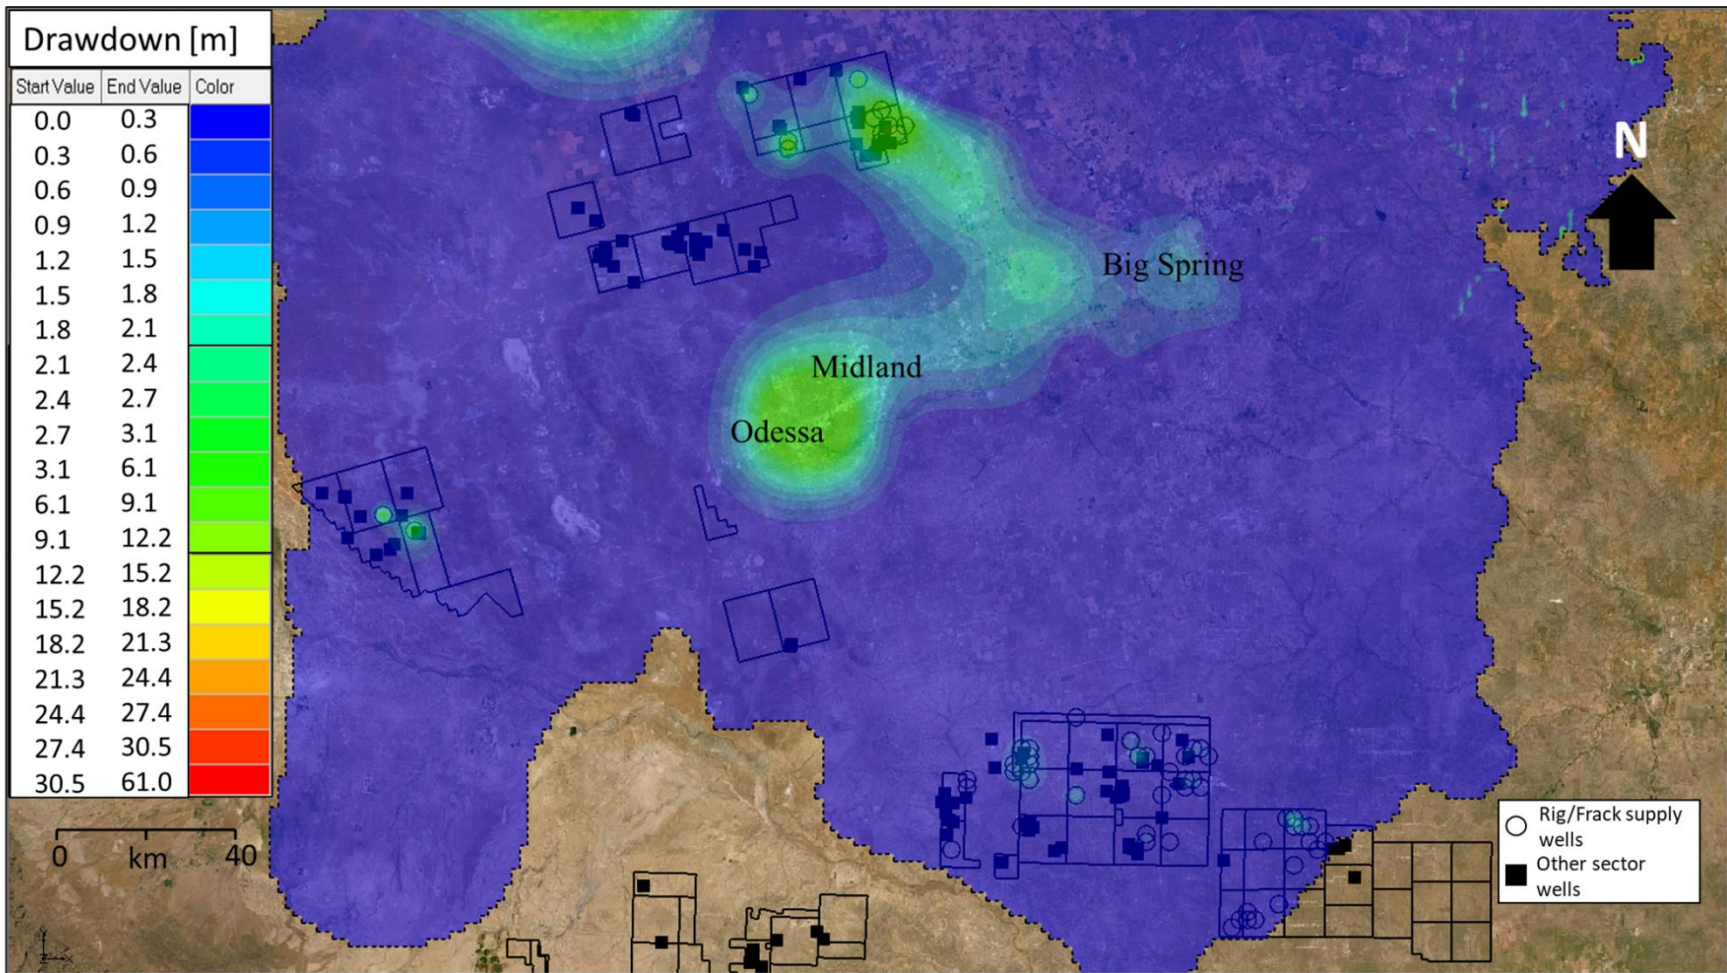 Drawdown [m]
Start Value End Value Color
0.0 0.3
0.3 0.6
0.6 0.9
0.9 1.2
1.2 1.5
1.5 1.8
1.8 2.1
2.1 2.4
2.4 2.7
2.7 3.1
3.1 6.1
6.1 9.1
9.1 12.2
12.2 15.2
15.2 18.2
18.2 21.3
21.3 24.4
24.4 27.4
27.4 30.5
30.5 61.0
N
Big Spring
Midland
Odessa
0 km 40
Rig/Frack supply
wells
Other sector
wells